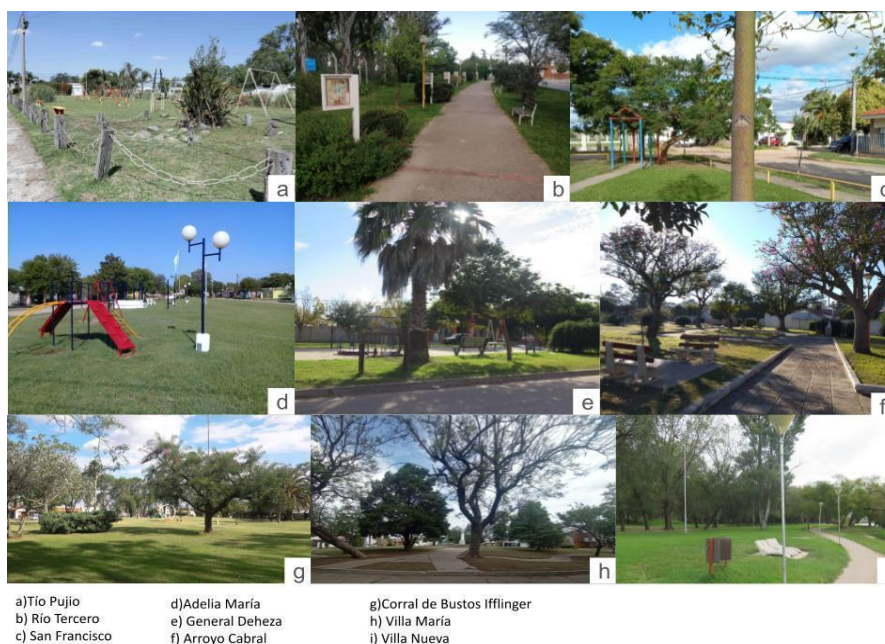 a
b
c
d
e
f
g
h
a)Tío Pujio
b) Río Tercero
c) San Francisco
d)Adelia María
e) General Deheza
f) Arroyo Cabral
g)Corral de Bustos Ifflinger
h) Villa María
i) Villa Nueva